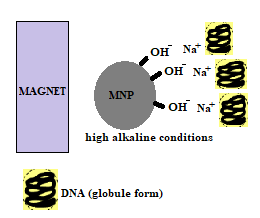 OH⁻ Na⁺
OH⁻ Na⁺
MAGNET MNP
OH⁻ Na⁺
high alkaline conditions
DNA (globule form)